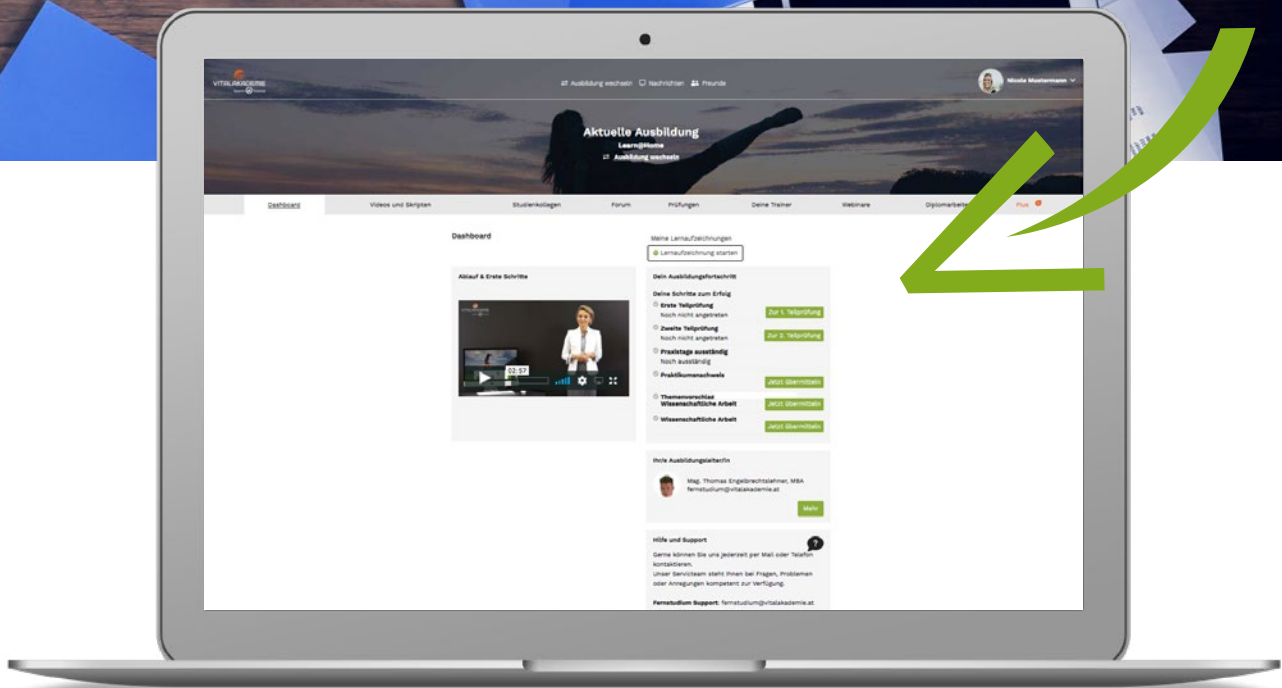 VITALAKADEMIE
Ausbildung wechseln Nachrichten Freunde
Nicole Mustermann
Aktuelle Ausbildung
Learn@Home
Ausbildung wechseln
Dashboard Videos und Skripten Studienkollegen Forum Prüfungen Deine Trainer Webinare Diplomarbeite Plus
Dashboard
Meine Lernaufzeichnungen
Lernaufzeichnung starten
Ablauf & Erste Schritte
02:57
Dein Ausbildungsfortschritt
Deine Schritte zum Erfolg
Erste Teilprüfung
Noch nicht angetreten
Zur 1. Teilprüfung
Zweite Teilprüfung
Noch nicht angetreten
Zur 2. Teilprüfung
Praxistage ausständig
Noch ausständig
Praktikumsnachweis
Jetzt übermitteln
Themenvorschlag
Wissenschaftliche Arbeit
Jetzt übermitteln
Wissenschaftliche Arbeit
Jetzt übermitteln
Ihr/e Ausbildungsleiter/in
Mag. Thomas Engelbrechtslehner, MBA
fernstudium@vitalakademie.at
Mehr
Hilfe und Support
?
Gerne können Sie uns jederzeit per Mail oder Telefon
kontaktieren.
Unser Serviceteam steht Ihnen bei Fragen, Problemen
oder Anregungen kompetent zur Verfügung.
Fernstudium Support: fernstudium@vitalakademie.at